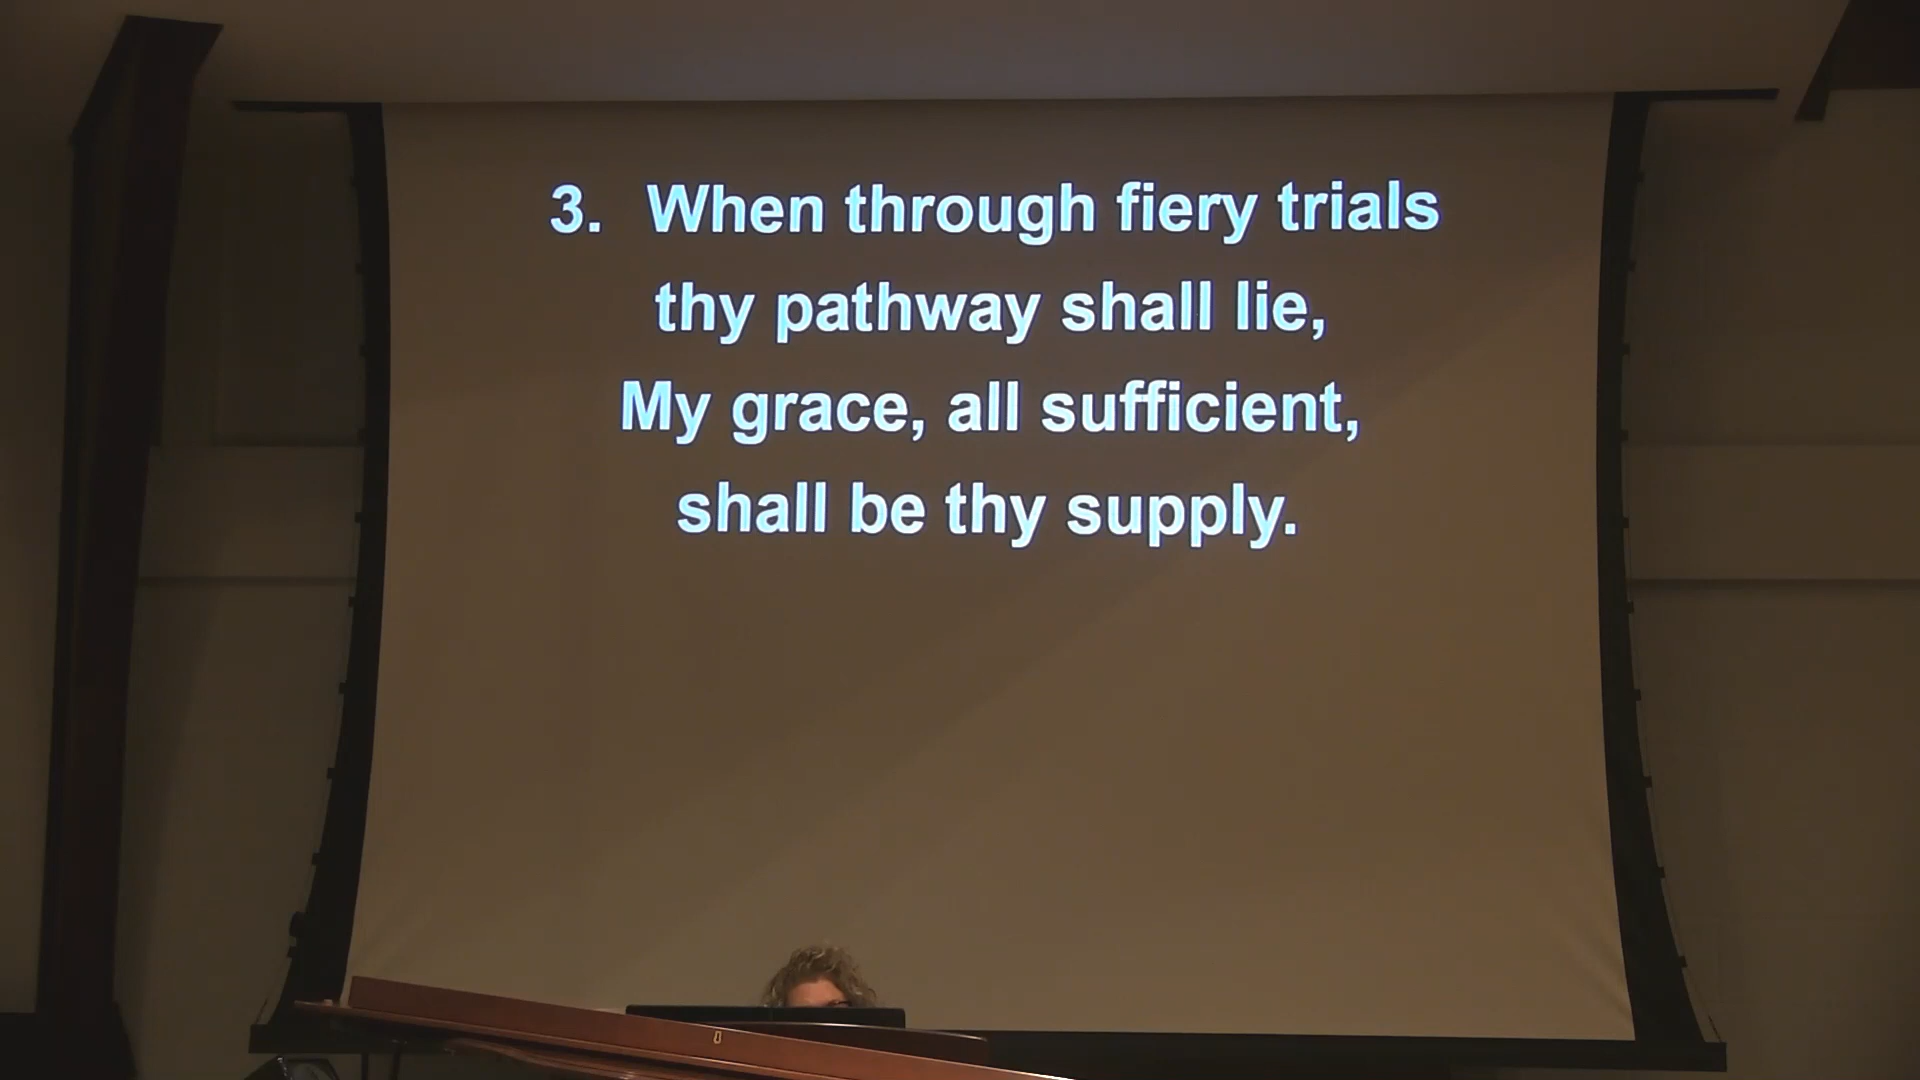 3. When through fiery trials
thy pathway shall lie,
My grace, all sufficient,
shall be thy supply.